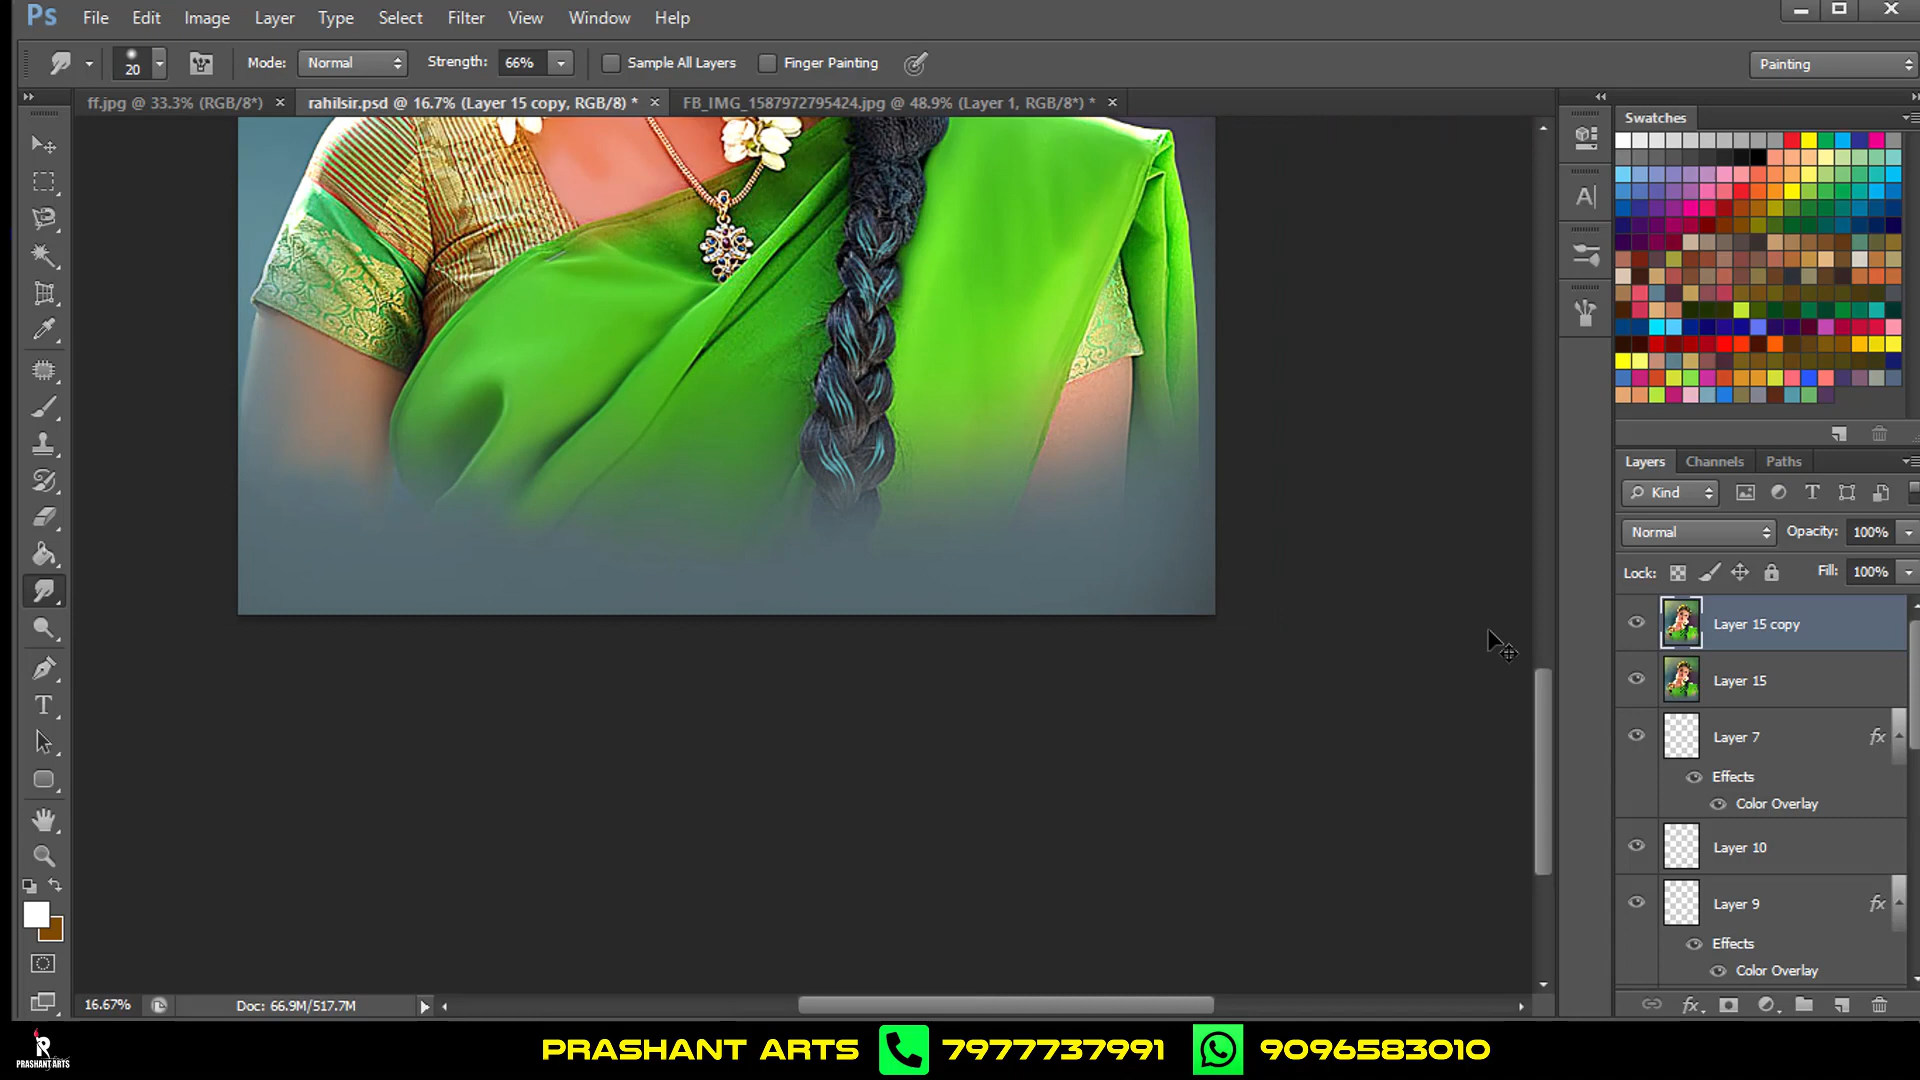 Ps File Edit Image Layer Type Select Filter View Window Help
20 Mode: Normal Strength: 66% Sample All Layers Finger Painting Painting
ff.jpg @ 33.3% (RGB/8) × rahilsir.psd @ 16.7% (Layer 15 copy, RGB/8) * × FB_IMG_1587972795424.jpg @ 48.9% (Layer 1, RGB/8*) * ×
Swatches
Layers Channels Paths
Kind
Normal Opacity: 100%
Lock: Fill: 100%
Layer 15 copy
Layer 15
Layer 7 fx
Effects
Color Overlay
Layer 10
Layer 9 fx
Effects
Color Overlay
16.67% Doc: 66.9M/517.7M
fx
PRASHANT ARTS PRASHANT ARTS 7977737991 9096583010